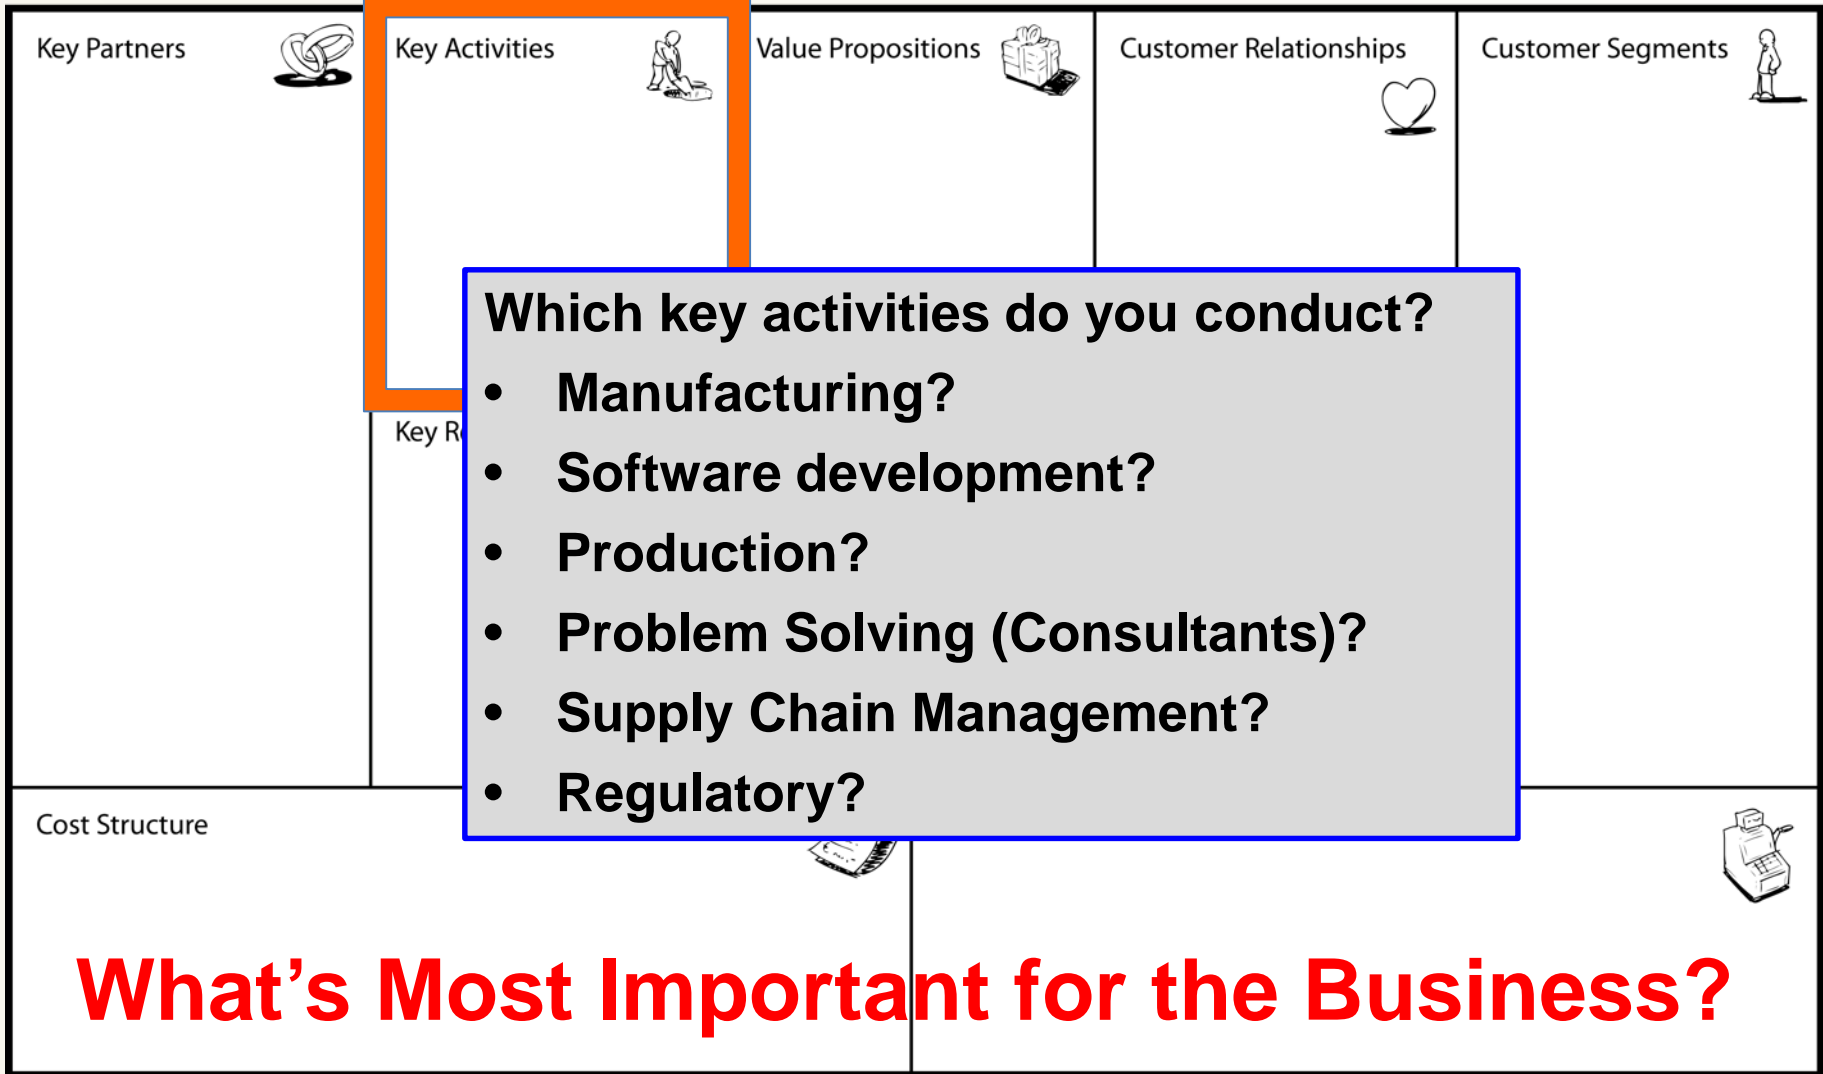 Key Partners
Key Activities
Value Propositions
Customer Relationships
Customer Segments
Which key activities do you conduct?
• Manufacturing?
Key
• Software development?
• Production?
• Problem Solving (Consultants)?
• Supply Chain Management?
• Regulatory?
Cost Structure
What’s Most Important for the Business?